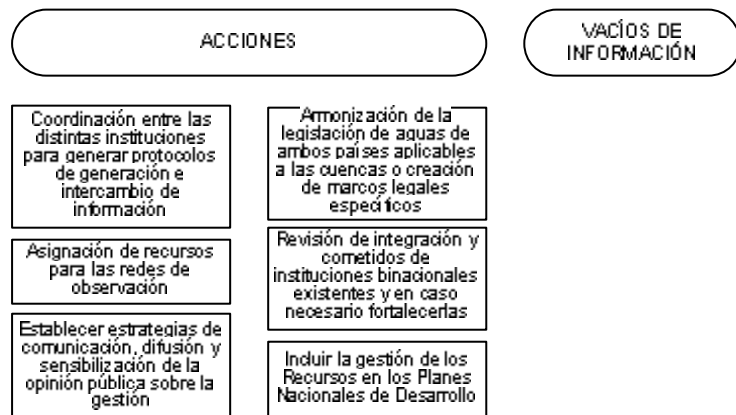 ACCIONES
VACÍOS DE
INFORMACIÓN
Coordinación entre las
distintas instituciones
para generar protocolos
de generación e
intercambio de
información
Armonización de la
legislación de aguas de
ambos países aplicables
a las cuencas o creación
de marcos legales
específicos
Asignación de recursos
para las redes de
observación
Revisión de integración y
cometidos de
instituciones binacionales
existentes y en caso
necesario fortalecerlas
Establecer estrategias de
comunicación, difusión y
sensibilización de la
opinión pública sobre la
gestión
Incluir la gestión de los
Recursos en los Planes
Nacionales de Desarrollo